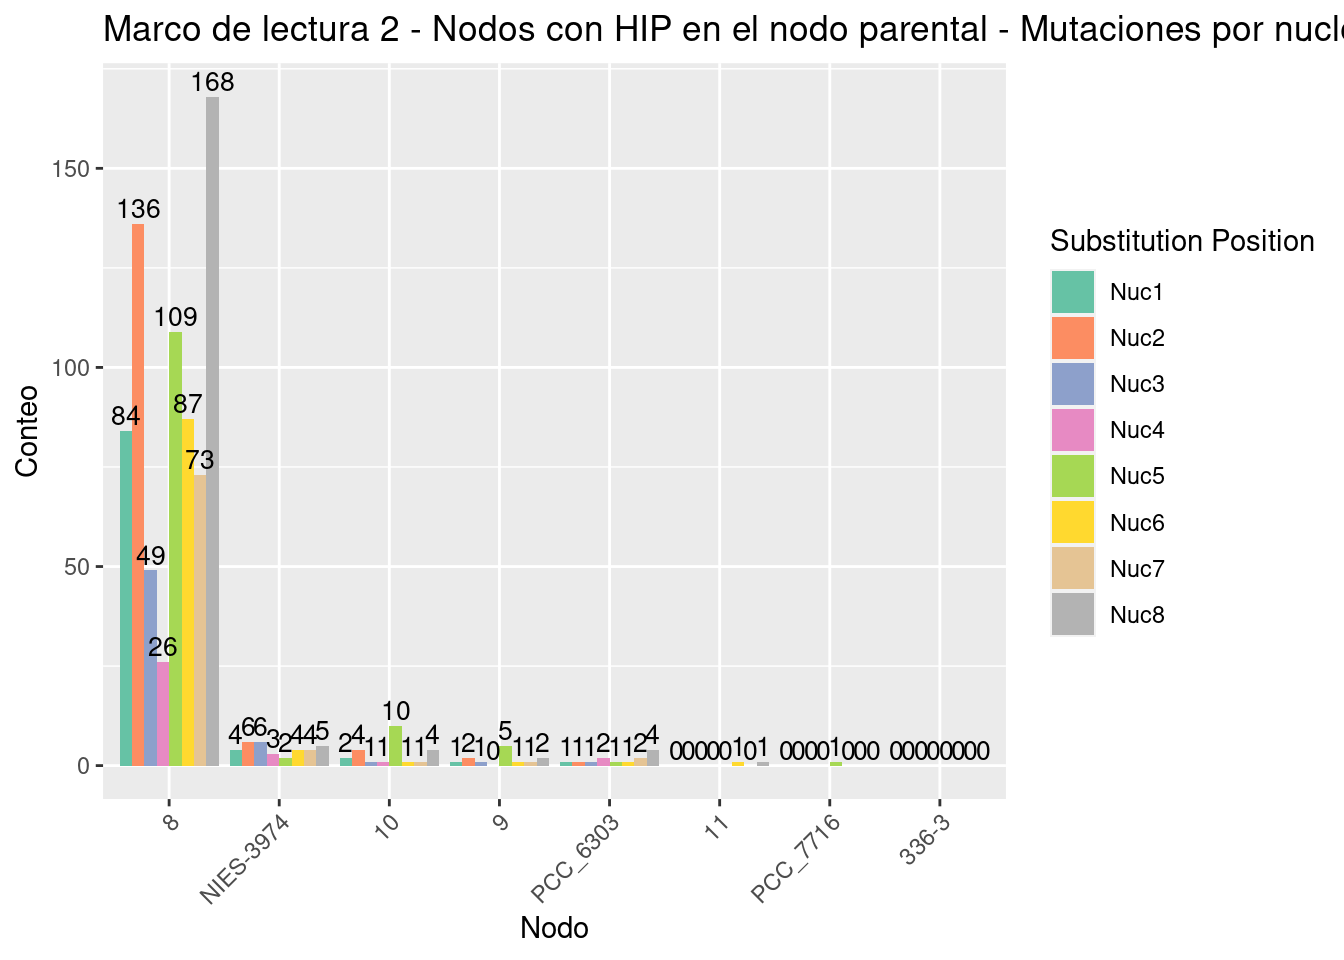 Marco de lectura 2 - Nodos con HIP en el nodo parental - Mutaciones por nucle
Conteo
150
100
50
0
84 136 49 26 109 87 73 168
4 6 6 3 2 4 4 5
2 4 1 1 10 1 1 4
1 2 1 0 5 1 1 2
1 1 1 2 1 1 2 4
0 0 0 0 0 1 0 1
0 0 0 0 1 0 0 0
0 0 0 0 0 0 0 0
8
NIES-3974
10
9
PCC_6303
11
PCC_7716
336-3
Nodo
Substitution Position
Nuc1
Nuc2
Nuc3
Nuc4
Nuc5
Nuc6
Nuc7
Nuc8